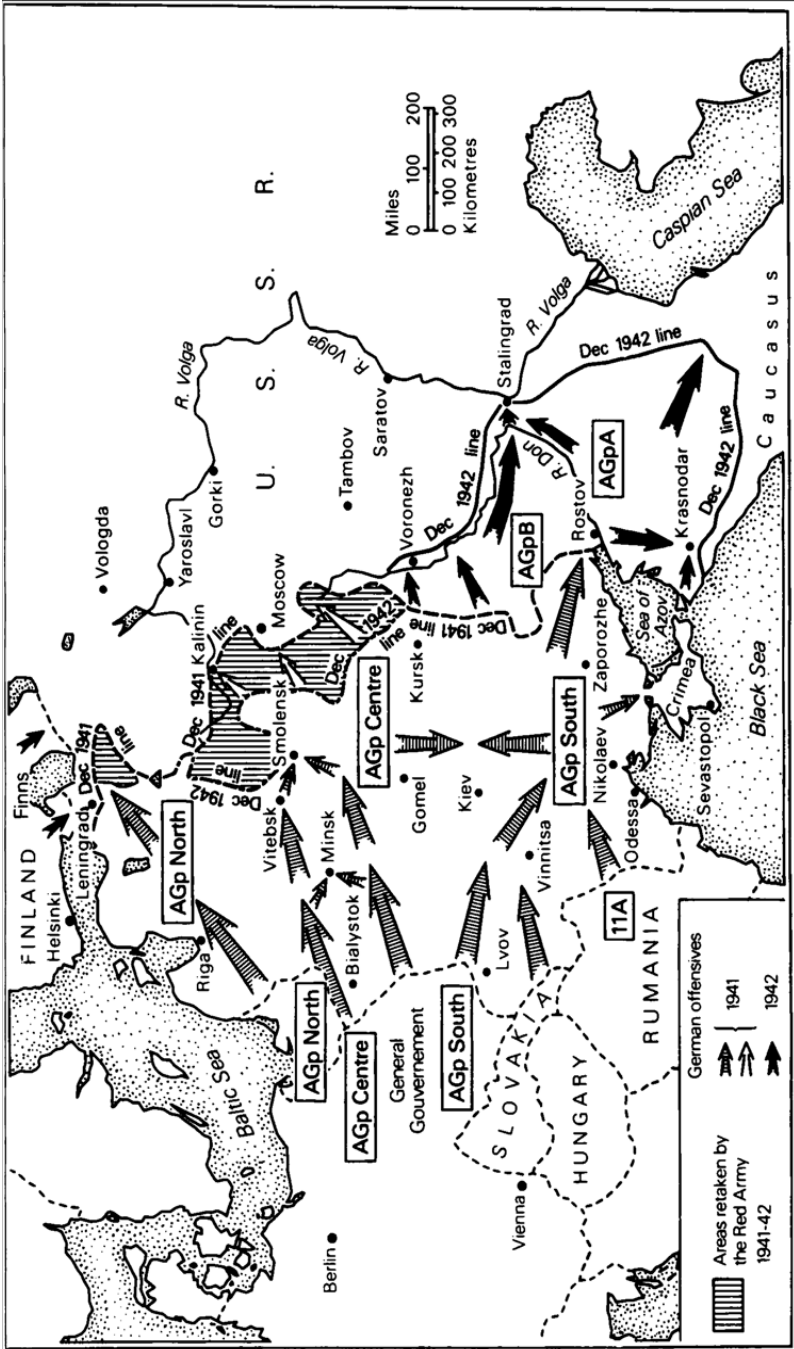 FINLAND
Helsinki
Finns
Leningrad
Dec 1941
line
Vologda
Yaroslavl
R. Volga
Gorki
U. S. S. R.
Kalinin
Dec 1941 line
Moscow
AGp North
Riga
Baltic Sea
Dec 1942
line
Smolensk
Vitebsk
Minsk
Dec 1942
line
Tambov
R. Volga
Saratov
Miles
0 100 200
0 100 200 300
Kilometres
AGp North
Bialystok
AGp Centre
AGp Centre
Kursk
Dec 1941 line
Voronezh
Dec 1942 line
Berlin
General
Gouvernement
Gomel
AGp South
Lvov
Kiev
AGpB
R. Don
Stalingrad
R. Volga
Vienna
SLOVAKIA
HUNGARY
Vinnitsa
AGp South
Zaporozhe
Rostov
AGpA
Dec 1942 line
Caspian Sea
11A
RUMANIA
Odessa
Nikolaev
Sea of
Azov
Crimea
Sevastopol
Krasnodar
Dec 1942 line
Caucasus
Black Sea
Areas retaken by
the Red Army
1941-42
German offensives
1941
1942